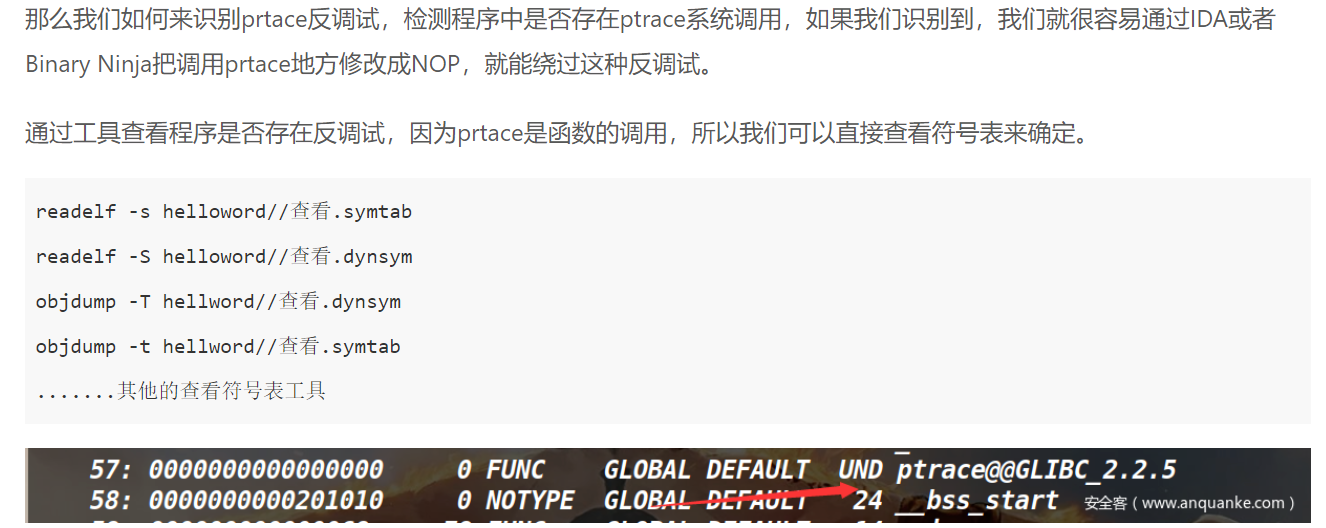 那么我们如何来识别prtace反调试，检测程序中是否存在ptrace系统调用，如果我们识别到，我们就很容易通过IDA或者
Binary Ninja把调用prtace地方修改成NOP，就能绕过这种反调试。
通过工具查看程序是否存在反调试，因为prtace是函数的调用，所以我们可以直接查看符号表来确定。
readelf -s helloword//查看.symtab
readelf -S helloword//查看.dynsym
objdump -T hellword//查看.dynsym
objdump -t hellword//查看.symtab
.......其他的查看符号表工具
57: 0000000000000000 0 FUNC GLOBAL DEFAULT UND ptrace@@GLIBC_2.2.5
58: 0000000000201010 0 NOTYPE GLOBAL DEFAULT 24 __bss_start
安全客（www.anquanke.com）